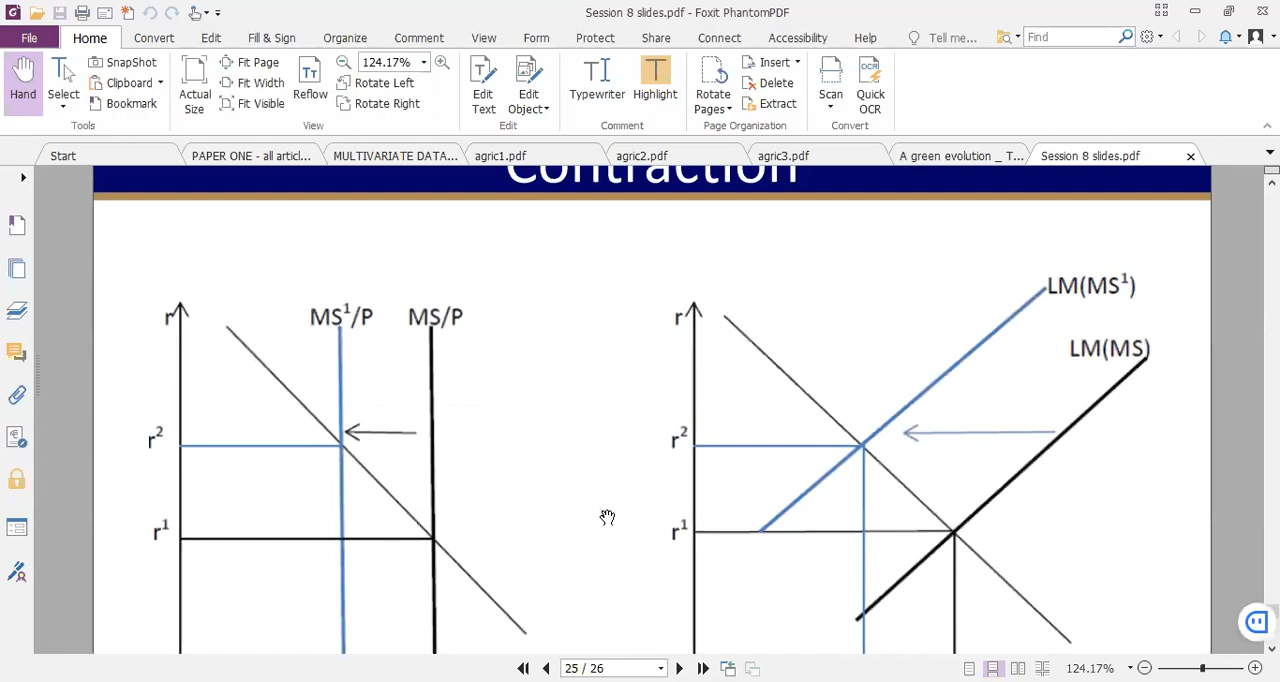 Session 8 slides.pdf - Foxit PhantomPDF
File Home Convert Edit Fill & Sign Organize Comment View Form Protect Share Connect Accessibility Help Tell me... Find
Hand
Select
SnapShot
Clipboard
Bookmark
Tools
Actual Size
Fit Page
Fit Width
Fit Visible
Reflow
124.17%
Rotate Left
Rotate Right
View
Edit Text
Edit Object
Edit
Typewriter
Highlight
Comment
Rotate Pages
Insert
Delete
Extract
Page Organization
Scan
Quick OCR
OCR
Convert
Start PAPER ONE - all articl... MULTIVARIATE DATA... agric1.pdf agric2.pdf agric3.pdf A green evolution _ T... Session 8 slides.pdf
Contraction
r MS¹/P MS/P
r²
r¹
r LM(MS¹)
LM(MS)
r²
r¹
25 / 26 124.17%